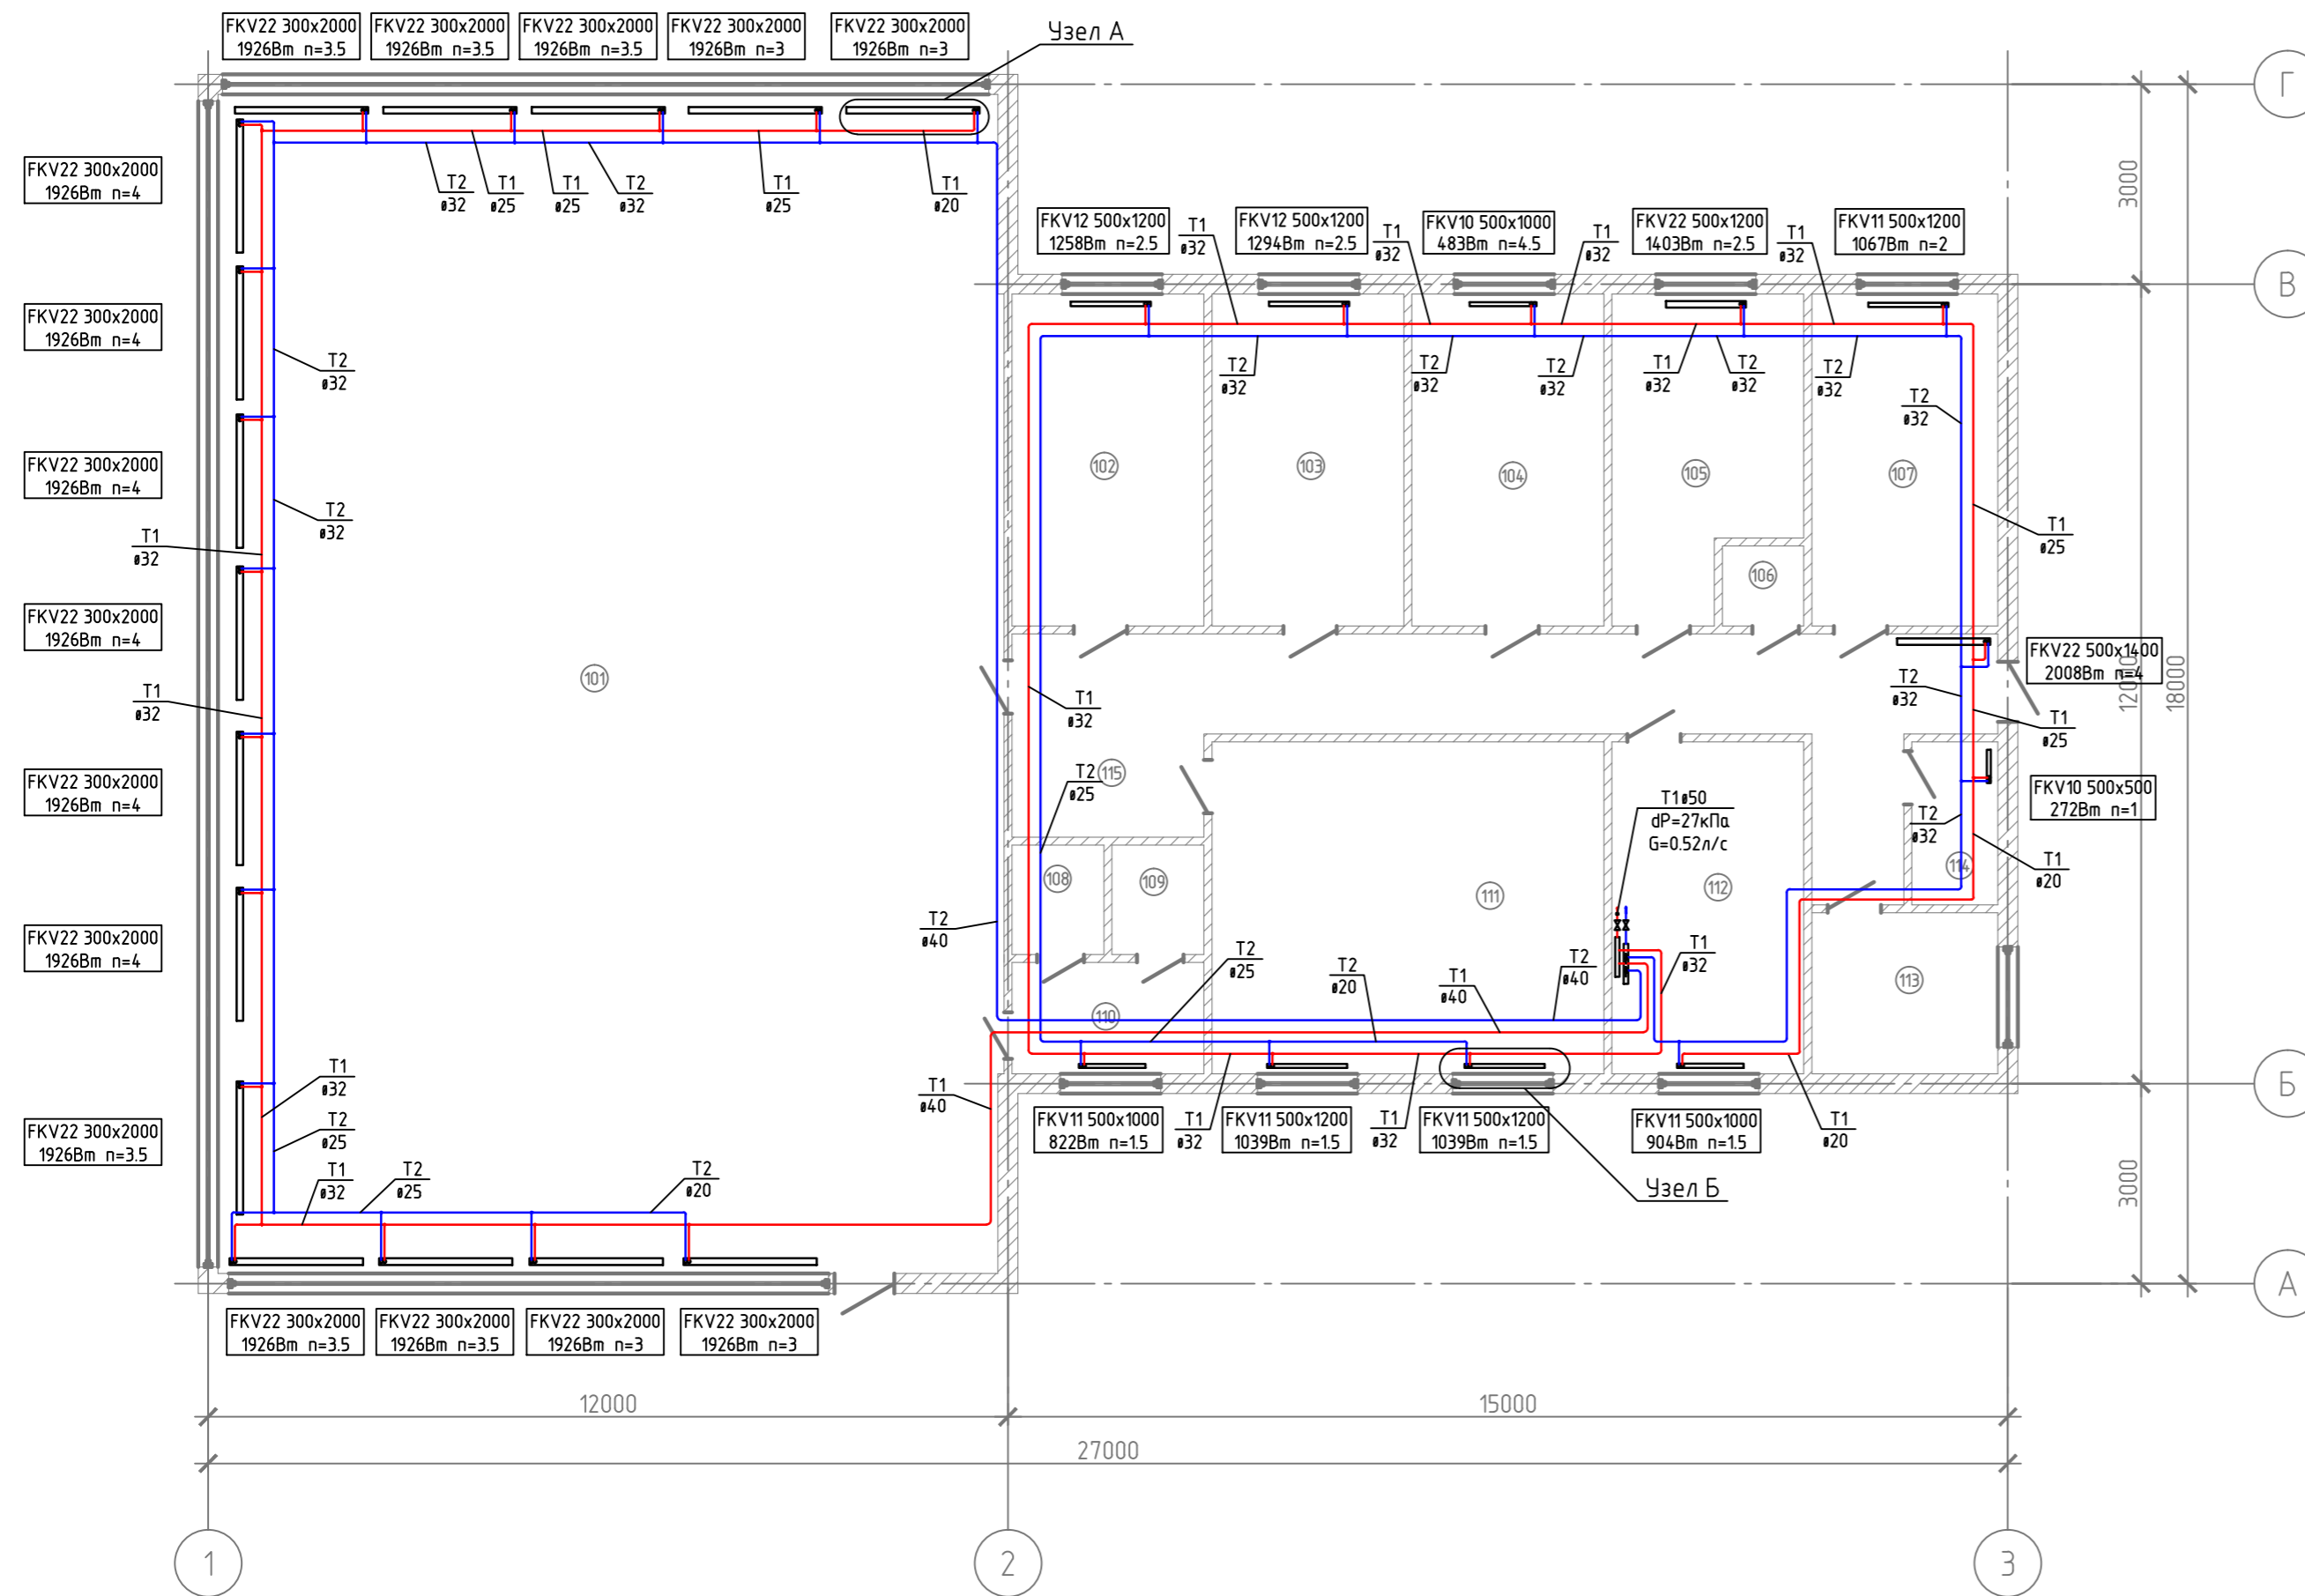 FKV22 300x2000
1926Вт n=3.5
FKV22 300x2000
1926Вт n=3.5
FKV22 300x2000
1926Вт n=3.5
FKV22 300x2000
1926Вт n=3
FKV22 300x2000
1926Вт n=3
Узел А
Г
FKV22 300x2000
1926Вт n=4
T2
ø32
T1
ø25
T1
ø25
T2
ø32
T1
ø25
T1
ø20
3000
FKV12 500x1200
1258Вт n=2.5
T1
ø32
FKV12 500x1200
1294Вт n=2.5
T1
ø32
FKV10 500x1000
483Вт n=4.5
T1
ø32
FKV22 500x1200
1403Вт n=2.5
T1
ø32
FKV11 500x1200
1067Вт n=2
В
FKV22 300x2000
1926Вт n=4
T2
ø32
T2
ø32
T2
ø32
T2
ø32
T1
ø32
T2
ø32
T2
ø32
T2
ø32
FKV22 300x2000
1926Вт n=4
102
103
104
105
107
T2
ø32
T1
ø32
T1
ø25
106
FKV22 300x2000
1926Вт n=4
101
FKV22 500x1400
2008Вт n=4
12000
18000
T1
ø32
T1
ø32
T2
ø32
T1
ø25
FKV22 300x2000
1926Вт n=4
115
T2
ø25
T1ø50
dP=27кПа
G=0.52л/с
FKV10 500x500
272Вт n=1
T2
ø32
T1
ø20
114
108
109
111
112
FKV22 300x2000
1926Вт n=4
T2
ø40
T2
ø25
T2
ø20
T1
ø40
T2
ø40
T1
ø32
113
110
T1
ø32
T1
ø40
Б
FKV22 300x2000
1926Вт n=3.5
T2
ø25
FKV11 500x1000
822Вт n=1.5
T1
ø32
FKV11 500x1200
1039Вт n=1.5
T1
ø32
FKV11 500x1200
1039Вт n=1.5
FKV11 500x1000
904Вт n=1.5
T1
ø20
T1
ø32
T2
ø25
T2
ø20
Узел Б
3000
А
FKV22 300x2000
1926Вт n=3.5
FKV22 300x2000
1926Вт n=3.5
FKV22 300x2000
1926Вт n=3
FKV22 300x2000
1926Вт n=3
12000
15000
27000
1
2
3